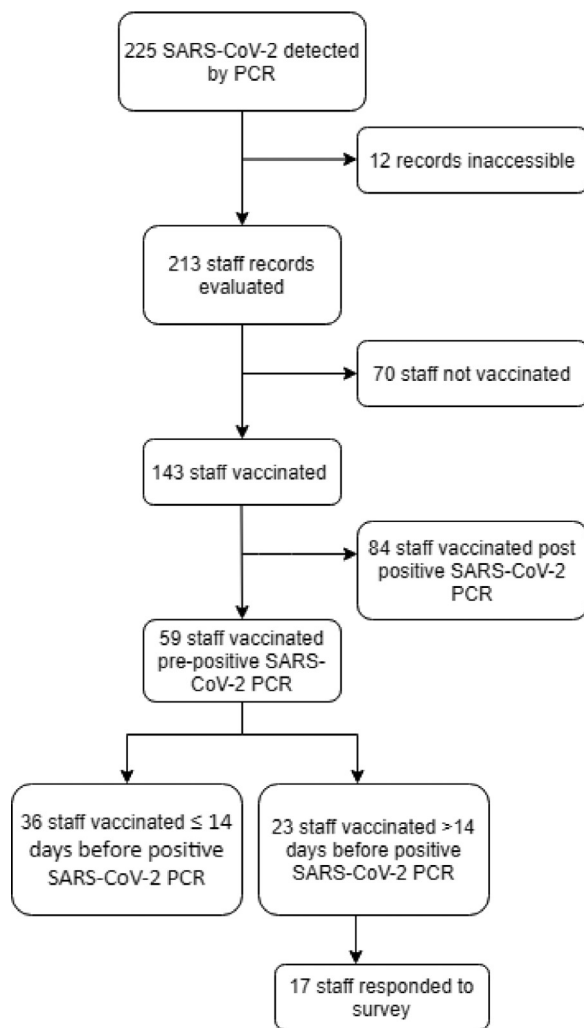 225 SARS-CoV-2 detected
by PCR
12 records inaccessible
213 staff records
evaluated
70 staff not vaccinated
143 staff vaccinated
84 staff vaccinated post
positive SARS-CoV-2
PCR
59 staff vaccinated
pre-positive SARS-
CoV-2 PCR
36 staff vaccinated ≤ 14
days before positive
SARS-CoV-2 PCR
23 staff vaccinated >14
days before positive
SARS-CoV-2 PCR
17 staff responded to
survey